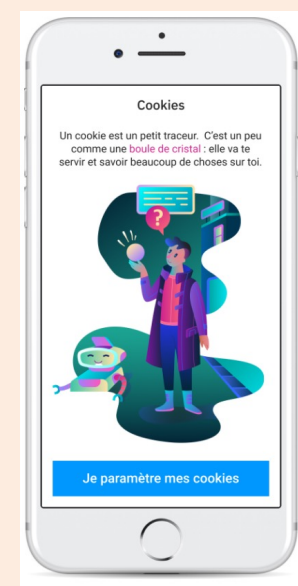 Cookies
Un cookie est un petit traceur. C'est un peu
comme une boule de cristal : elle va te
servir et savoir beaucoup de choses sur toi.
?
Je paramètre mes cookies